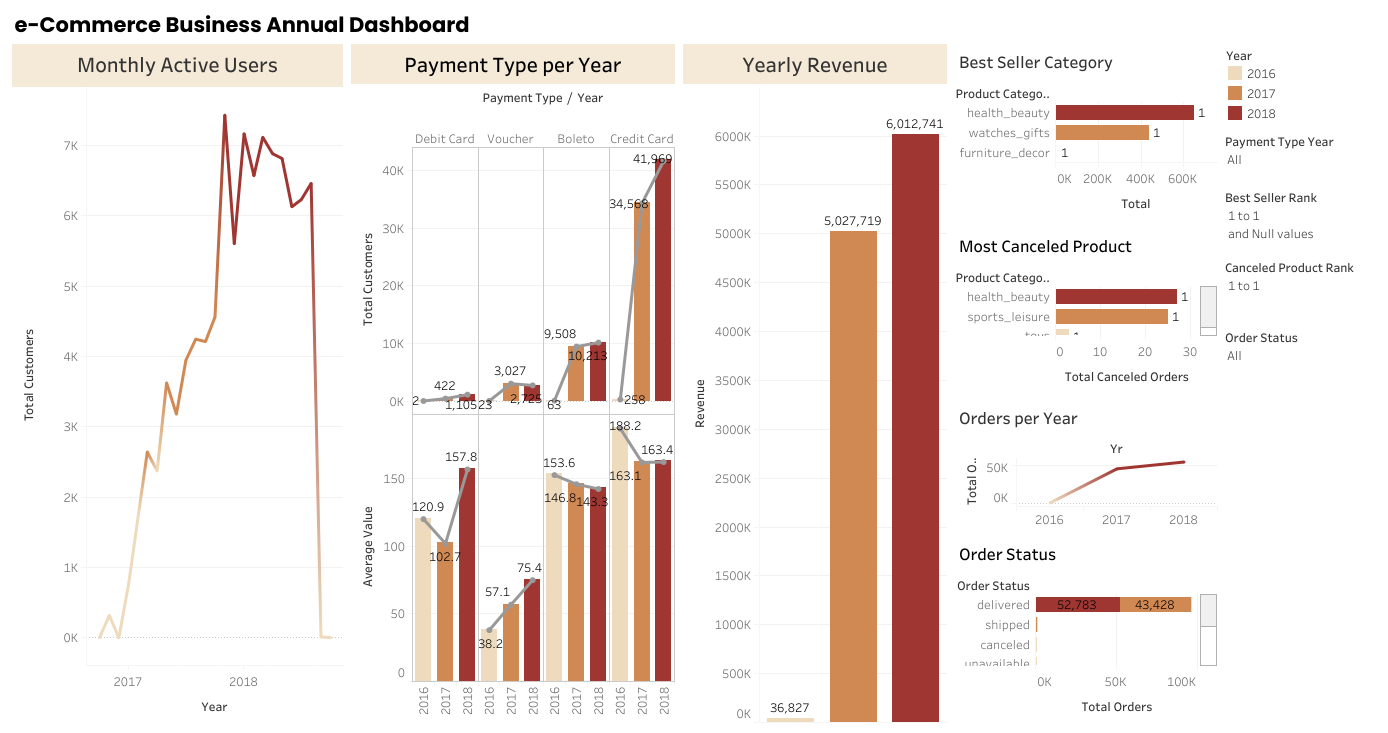 e-Commerce Business Annual Dashboard
Monthly Active Users
7K
6K
5K
4K
3K
2K
1K
0K
Total Customers
2017
2018
Year
Payment Type per Year
Payment Type / Year
Debit Card
Voucher
Boleto
Credit Card
40K
30K
20K
10K
0K
Total Customers
2
422
1,105
23
3,027
2,725
63
9,508
10,213
258
34,568
41,969
150
100
50
0
Average Value
120.9
102.7
157.8
38.2
57.1
75.4
153.6
146.8
143.3
188.2
163.1
163.4
2016
2017
2018
2016
2017
2018
2016
2017
2018
2016
2017
2018
Yearly Revenue
6000K
5500K
5000K
4500K
4000K
3500K
3000K
2500K
2000K
1500K
1000K
500K
0K
Revenue
36,827
5,027,719
6,012,741
Best Seller Category
Product Catego..
health_beauty 1
watches_gifts 1
furniture_decor 1
0K 200K 400K 600K
Total
Most Canceled Product
Product Catego..
health_beauty 1
sports_leisure 1
toys 1
0 10 20 30
Total Canceled Orders
Orders per Year
Yr
Total O..
50K
0K
2016 2017 2018
Order Status
Order Status
delivered 52,783 43,428
shipped
canceled
unavailable
0K 50K 100K
Total Orders
Year
2016
2017
2018
Payment Type Year
All
Best Seller Rank
1 to 1
and Null values
Canceled Product Rank
1 to 1
Order Status
All